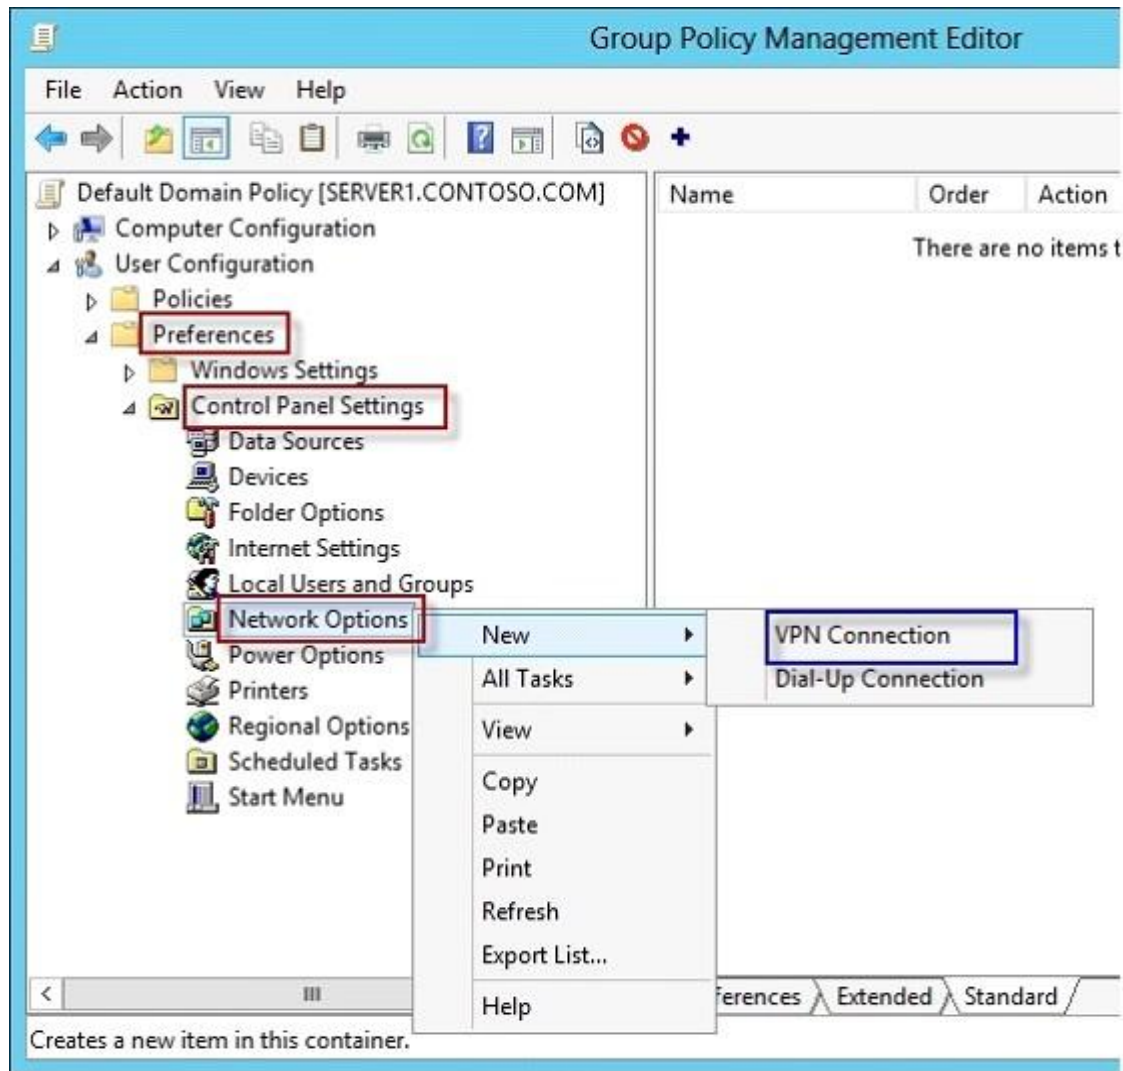 Group Policy Management Editor
File Action View Help
Default Domain Policy [SERVER1.CONTOSO.COM]
Name Order Action
Computer Configuration
There are no items t
User Configuration
Policies
Preferences
Windows Settings
Control Panel Settings
Data Sources
Devices
Folder Options
Internet Settings
Local Users and Groups
Network Options
New
VPN Connection
Power Options
All Tasks
Dial-Up Connection
Printers
Regional Options
View
Scheduled Tasks
Copy
Start Menu
Paste
Print
Refresh
Export List...
Help
ferences Extended Standard
Creates a new item in this container.